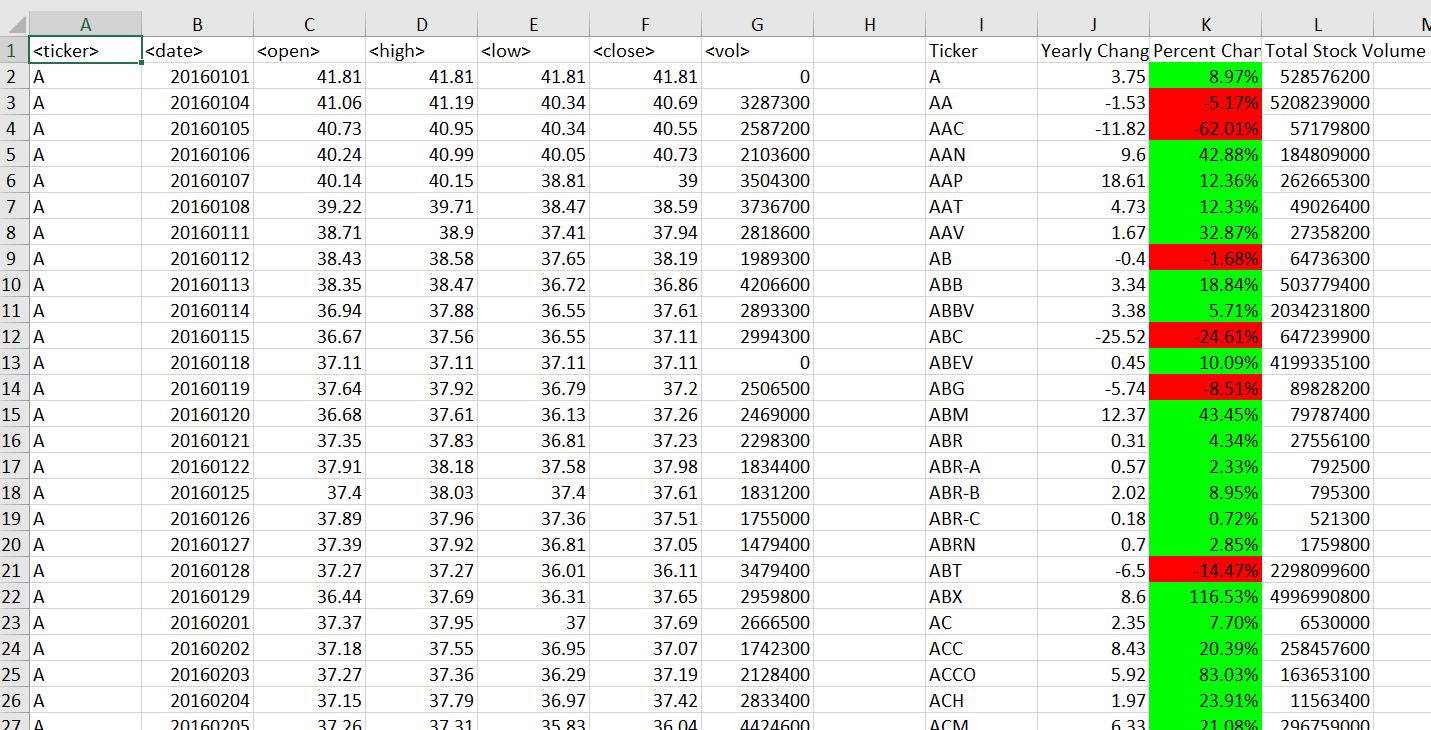 A B C D E F G H I J K L
1 <ticker> <date> <open> <high> <low> <close> <vol> Ticker Yearly Chang Percent Chan Total Stock Volume
2 A 20160101 41.81 41.81 41.81 41.81 0 A 3.75 8.97% 528576200
3 A 20160104 41.06 41.19 40.34 40.69 3287300 AA -1.53 -5.17% 5208239000
4 A 20160105 40.73 40.95 40.34 40.55 2587200 AAC -11.82 -62.01% 57179800
5 A 20160106 40.24 40.99 40.05 40.73 2103600 AAN 9.6 42.88% 184809000
6 A 20160107 40.14 40.15 38.81 39 3504300 AAP 18.61 12.36% 262665300
7 A 20160108 39.22 39.71 38.47 38.59 3736700 AAT 4.73 12.33% 49026400
8 A 20160111 38.71 38.9 37.41 37.94 2818600 AAV 1.67 32.87% 27358200
9 A 20160112 38.43 38.58 37.65 38.19 1989300 AB -0.4 -1.68% 64736300
10 A 20160113 38.35 38.47 36.72 36.86 4206600 ABB 3.34 18.84% 503779400
11 A 20160114 36.94 37.88 36.55 37.61 2893300 ABBV 3.38 5.71% 2034231800
12 A 20160115 36.67 37.56 36.55 37.11 2994300 ABC -25.52 -24.61% 647239900
13 A 20160118 37.11 37.11 37.11 37.11 0 ABEV 0.45 10.09% 4199335100
14 A 20160119 37.64 37.92 36.79 37.2 2506500 ABG -5.74 -8.51% 89828200
15 A 20160120 36.68 37.61 36.13 37.26 2469000 ABM 12.37 43.45% 79787400
16 A 20160121 37.35 37.83 36.81 37.23 2298300 ABR 0.31 4.34% 27556100
17 A 20160122 37.91 38.18 37.58 37.98 1834400 ABR-A 0.57 2.33% 792500
18 A 20160125 37.4 38.03 37.4 37.61 1831200 ABR-B 2.02 8.95% 795300
19 A 20160126 37.89 37.96 37.36 37.51 1755000 ABR-C 0.18 0.72% 521300
20 A 20160127 37.39 37.92 36.81 37.05 1479400 ABRN 0.7 2.85% 1759800
21 A 20160128 37.27 37.27 36.01 36.11 3479400 ABT -6.5 -14.47% 2298099600
22 A 20160129 36.44 37.69 36.31 37.65 2959800 ABX 8.6 116.53% 4996990800
23 A 20160201 37.37 37.95 37 37.69 2666500 AC 2.35 7.70% 6530000
24 A 20160202 37.18 37.55 36.95 37.07 1742300 ACC 8.43 20.39% 258457600
25 A 20160203 37.27 37.36 36.29 37.19 2128400 ACCO 5.92 83.03% 163653100
26 A 20160204 37.15 37.79 36.97 37.42 2833400 ACH 1.97 23.91% 11563400
27 A 20160205 37.26 37.31 35.83 36.04 4424600 ACM 6.33 21.08% 296759000